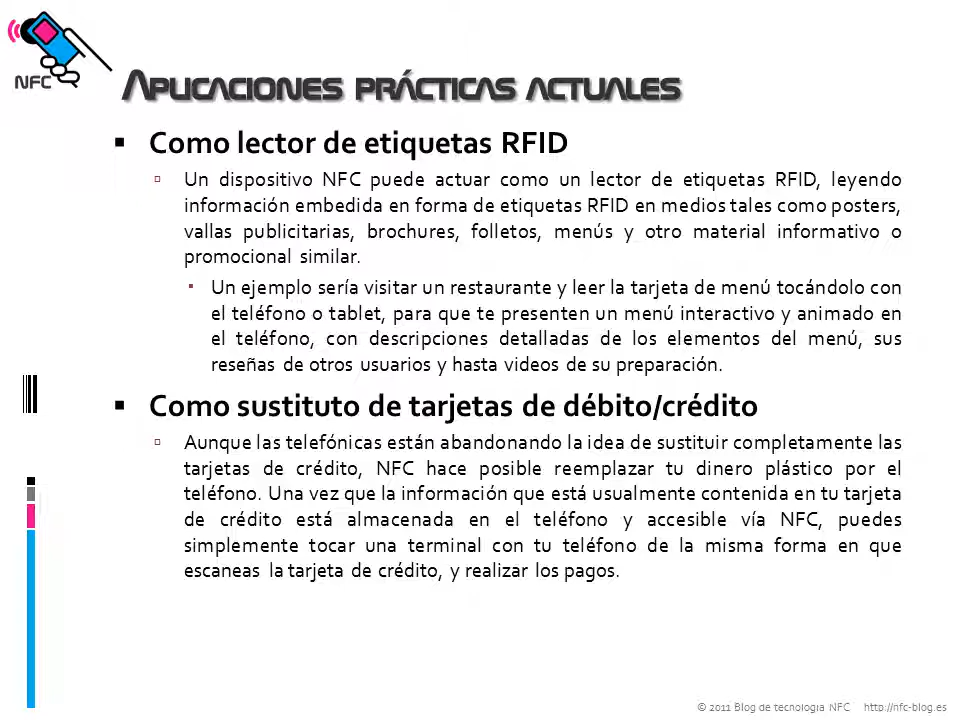 NFC
APLICACIONES PRÁCTICAS ACTUALES
Como lector de etiquetas RFID
Un dispositivo NFC puede actuar como un lector de etiquetas RFID, leyendo
información embedida en forma de etiquetas RFID en medios tales como posters,
vallas publicitarias, brochures, folletos, menús y otro material informativo o
promocional similar.
Un ejemplo sería visitar un restaurante y leer la tarjeta de menú tocándolo con
el teléfono o tablet, para que te presenten un menú interactivo y animado en
el teléfono, con descripciones detalladas de los elementos del menú, sus
reseñas de otros usuarios y hasta videos de su preparación.
Como sustituto de tarjetas de débito/crédito
Aunque las telefónicas están abandonando la idea de sustituir completamente las
tarjetas de crédito, NFC hace posible reemplazar tu dinero plástico por el
teléfono. Una vez que la información que está usualmente contenida en tu tarjeta
de crédito está almacenada en el teléfono y accesible vía NFC, puedes
simplemente tocar una terminal con tu teléfono de la misma forma en que
escaneas la tarjeta de crédito, y realizar los pagos.
© 2011 Blog de tecnología NFC http://nfc-blog.es